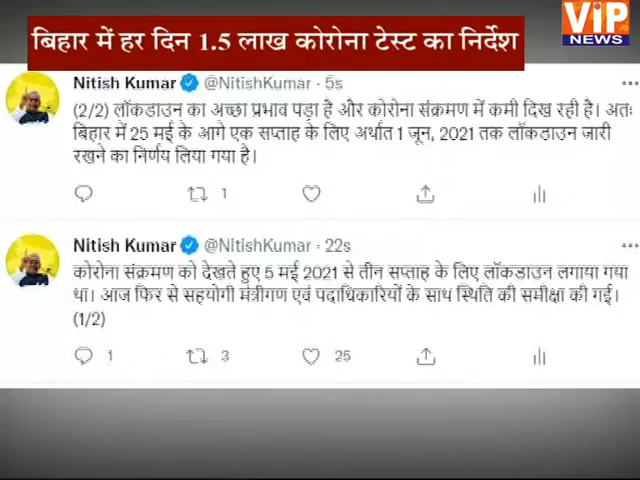 बिहार में हर दिन 1.5 लाख कोरोना टेस्ट का निर्देश
ViP
NEWS
Nitish Kumar @NitishKumar · 5s
(2/2) लॉकडाउन का अच्छा प्रभाव पड़ा है और कोरोना संक्रमण में कमी दिख रही है। अतः
बिहार में 25 मई के आगे एक सप्ताह के लिए अर्थात 1 जून, 2021 तक लॉकडाउन जारी
रखने का निर्णय लिया गया है।
1
Nitish Kumar @NitishKumar · 22s
कोरोना संक्रमण को देखते हुए 5 मई 2021 से तीन सप्ताह के लिए लॉकडाउन लगाया गया
था। आज फिर से सहयोगी मंत्रीगण एवं पदाधिकारियों के साथ स्थिति की समीक्षा की गई।
(1/2)
1 3 25